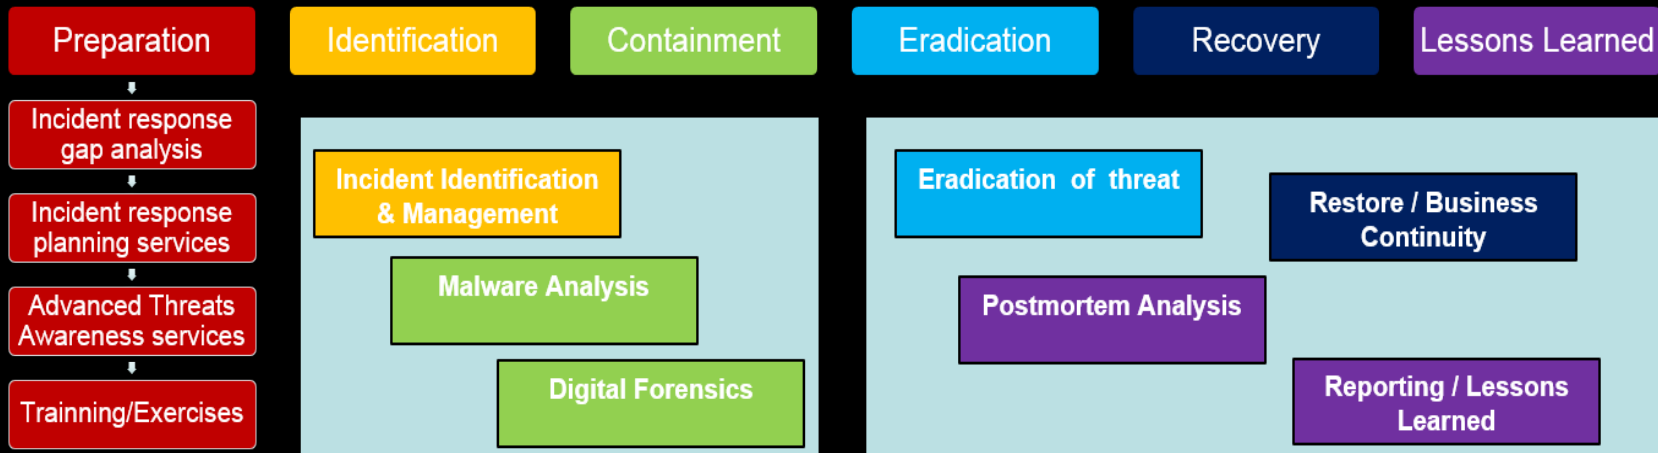 Preparation
Identification
Containment
Eradication
Recovery
Lessons Learned
Incident response
gap analysis
Incident response
planning services
Advanced Threats
Awareness services
Trainning/Exercises
Incident Identification
& Management
Malware Analysis
Digital Forensics
Eradication of threat
Restore / Business
Continuity
Postmortem Analysis
Reporting / Lessons
Learned